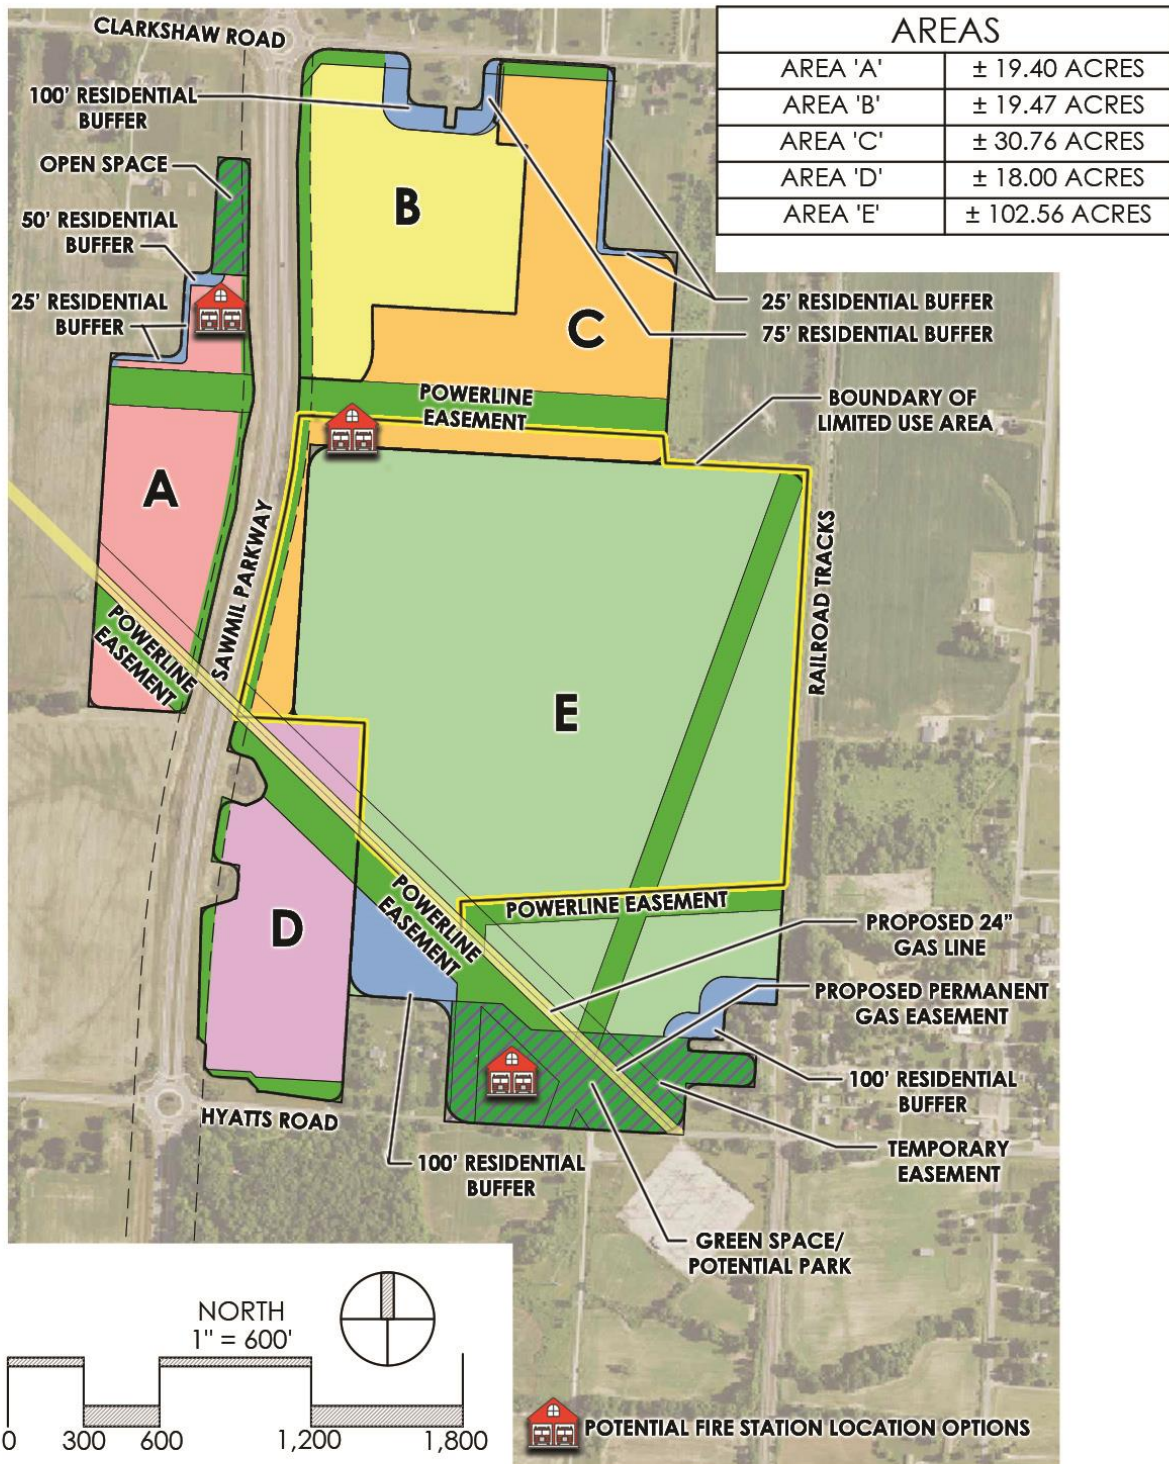 CLARKSHAW ROAD
AREAS
AREA 'A' ± 19.40 ACRES
AREA 'B' ± 19.47 ACRES
AREA 'C' ± 30.76 ACRES
AREA 'D' ± 18.00 ACRES
AREA 'E' ± 102.56 ACRES
100' RESIDENTIAL
BUFFER
OPEN SPACE
50' RESIDENTIAL
BUFFER
25' RESIDENTIAL
BUFFER
B
C
25' RESIDENTIAL BUFFER
75' RESIDENTIAL BUFFER
POWERLINE
EASEMENT
BOUNDARY OF
LIMITED USE AREA
A
SAWMIL PARKWAY
RAILROAD TRACKS
POWERLINE
EASEMENT
E
D
POWERLINE
EASEMENT
POWERLINE EASEMENT
PROPOSED 24"
GAS LINE
PROPOSED PERMANENT
GAS EASEMENT
100' RESIDENTIAL
BUFFER
HYATTS ROAD
100' RESIDENTIAL
BUFFER
TEMPORARY
EASEMENT
GREEN SPACE/
POTENTIAL PARK
NORTH
1" = 600'
0 300 600 1,200 1,800
POTENTIAL FIRE STATION LOCATION OPTIONS